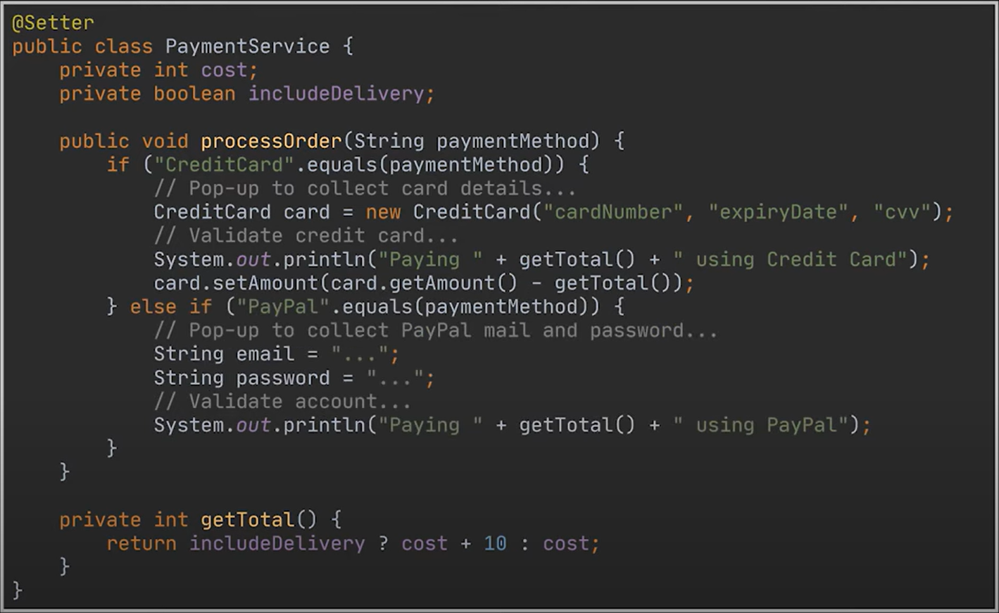 @Setter
public class PaymentService {
    private int cost;
    private boolean includeDelivery;

    public void processOrder(String paymentMethod) {
        if ("CreditCard".equals(paymentMethod)) {
            // Pop-up to collect card details...
            CreditCard card = new CreditCard("cardNumber", "expiryDate", "cvv");
            // Validate credit card...
            System.out.println("Paying " + getTotal() + " using Credit Card");
            card.setAmount(card.getAmount() - getTotal());
        } else if ("PayPal".equals(paymentMethod)) {
            // Pop-up to collect PayPal mail and password...
            String email = "...";
            String password = "...";
            // Validate account...
            System.out.println("Paying " + getTotal() + " using PayPal");
        }
    }

    private int getTotal() {
        return includeDelivery ? cost + 10 : cost;
    }
}